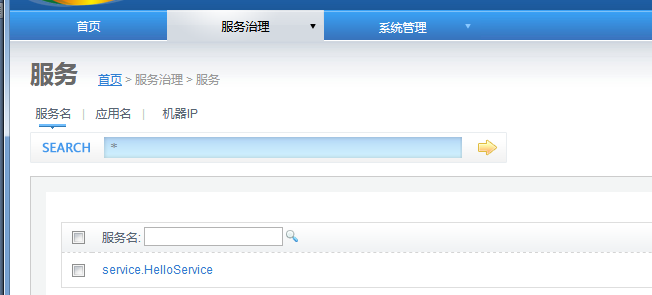 首页 服务治理 系统管理
服务 首页 > 服务治理 > 服务
服务名 | 应用名 | 机器IP
SEARCH *
服务名:
service.HelloService